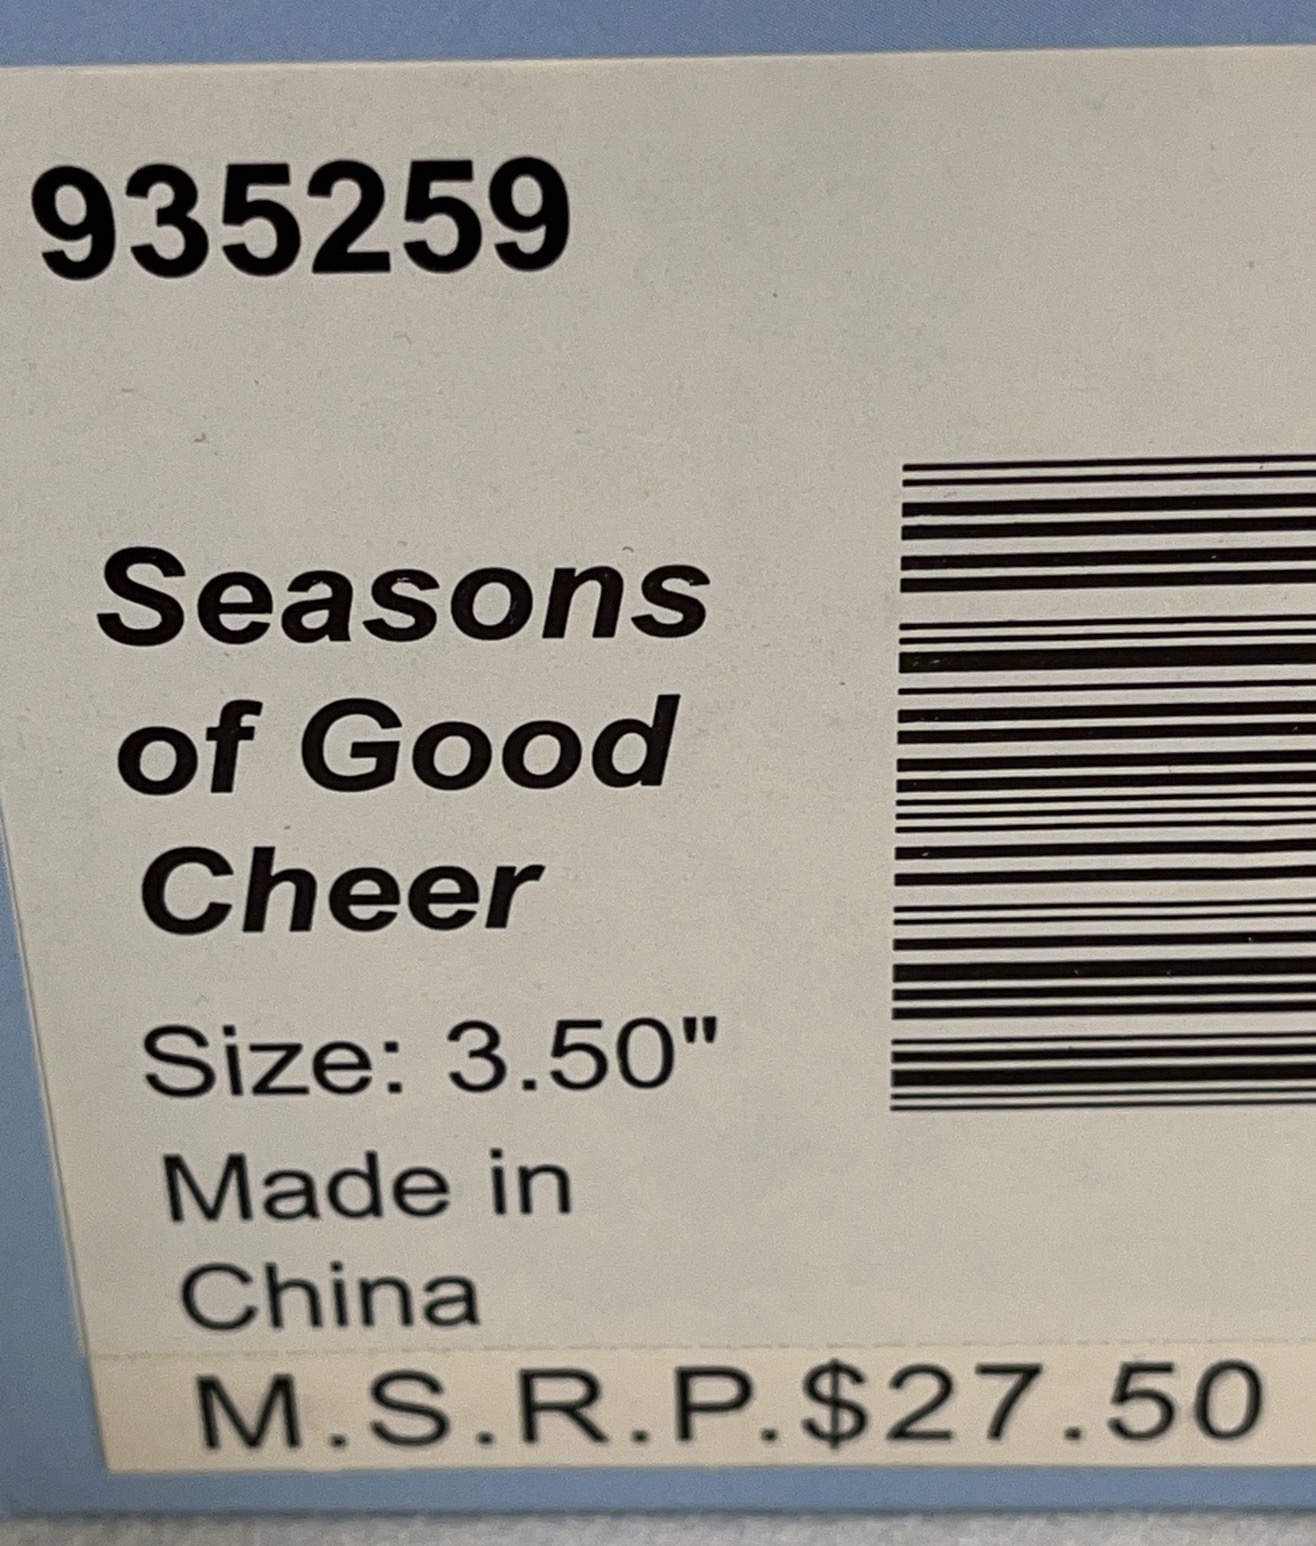 935259
Seasons
of Good
Cheer
Size: 3.50"
Made in
China
M.S.R.P.$27.50